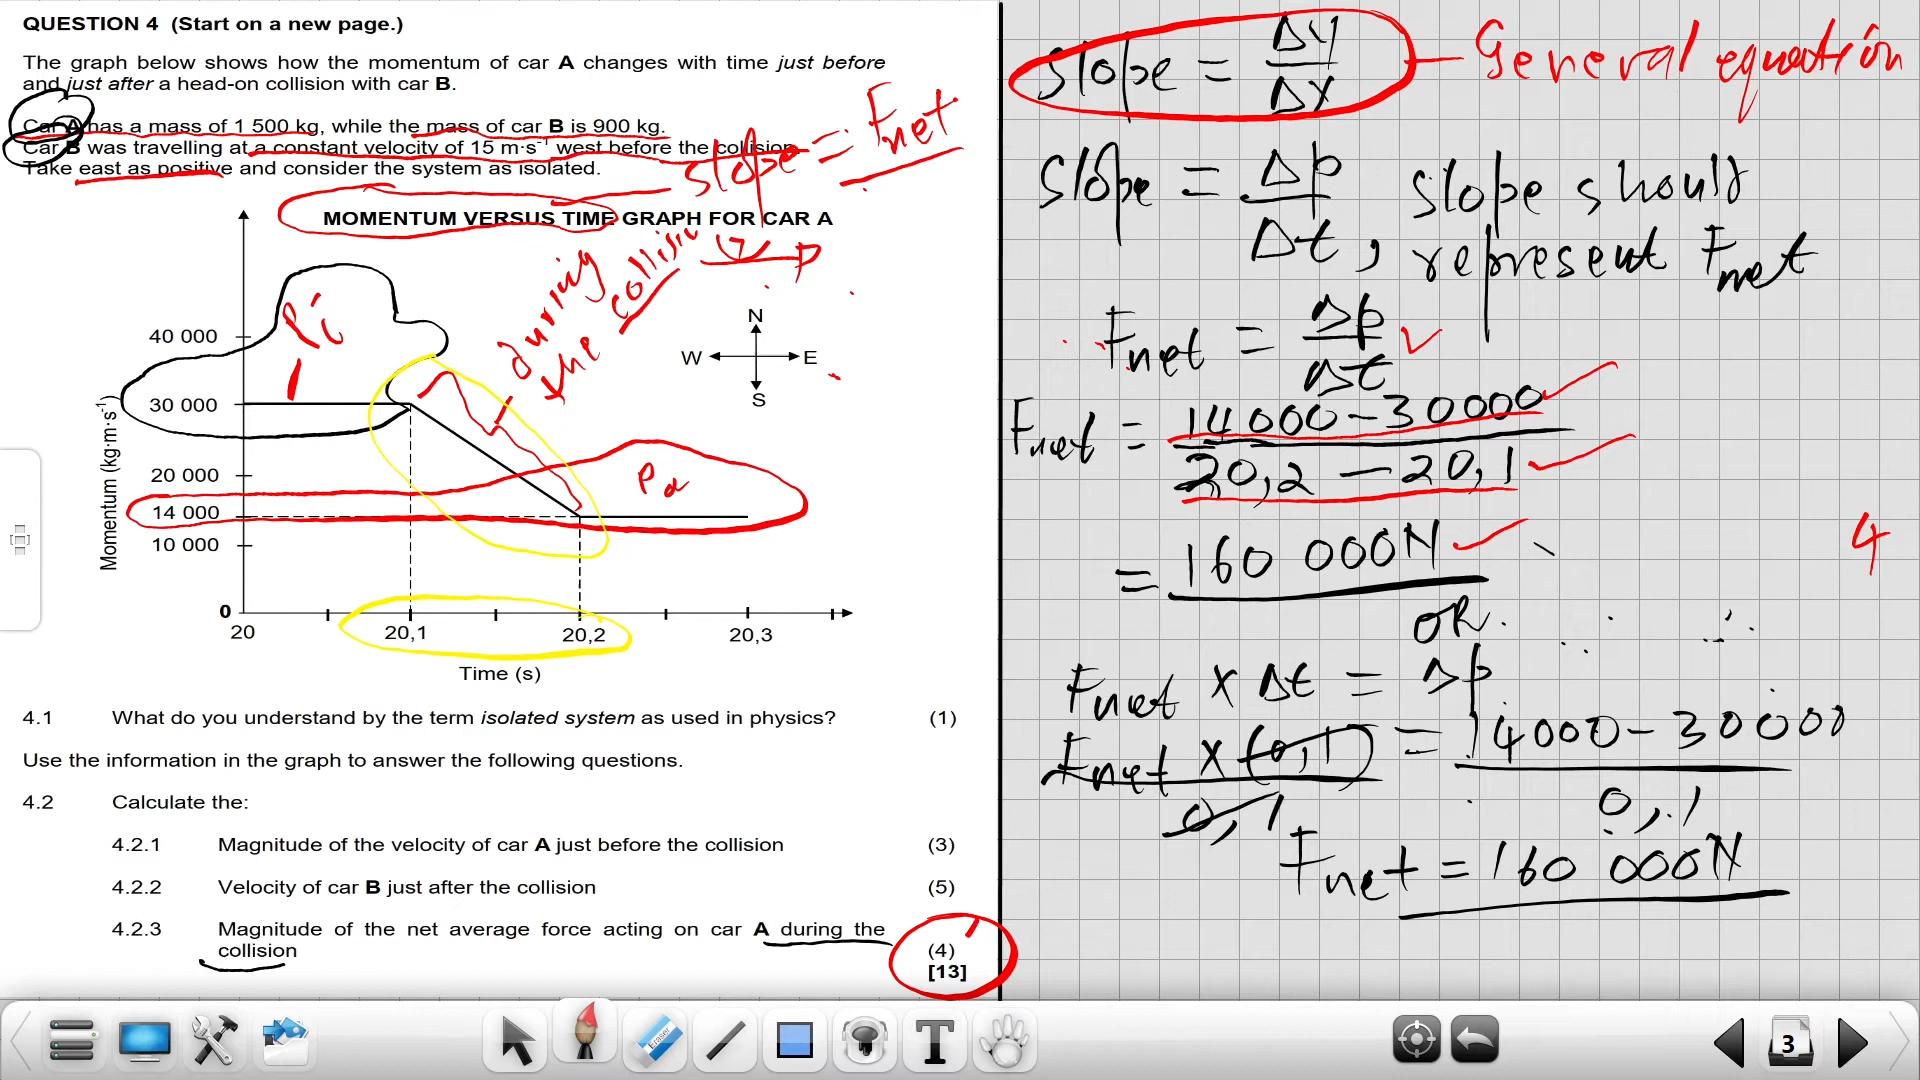 QUESTION 4 (Start on a new page.)
The graph below shows how the momentum of car A changes with time just before
and just after a head-on collision with car B.
Car A has a mass of 1 500 kg, while the mass of car B is 900 kg.
Car B was travelling at a constant velocity of 15 m·s⁻¹ west before the collision.
Take east as positive and consider the system as isolated.
slope = Fnet
MOMENTUM VERSUS TIME GRAPH FOR CAR A
during the collision
Pi
40 000
30 000
20 000
14 000
10 000
0
Momentum (kg·m·s⁻¹)
N
W E
S
20 20,1 20,2 20,3
Time (s)
4.1 What do you understand by the term isolated system as used in physics? (1)
Use the information in the graph to answer the following questions.
4.2 Calculate the:
4.2.1 Magnitude of the velocity of car A just before the collision (3)
4.2.2 Velocity of car B just after the collision (5)
4.2.3 Magnitude of the net average force acting on car A during the
collision (4)
[13]
slope = Δy/Δx - General equation
slope = Δp/Δt, slope should
represent Fnet
Fnet = Δp/Δt ✓
Fnet = 14000 - 30000 ✓
20,2 - 20,1 ✓
= 160 000N ✓
4
OR
Fnet x Δt = Δp
Fnet x (0,1) = 14000 - 30000
0,1 0,1
Fnet = 160 000N
Eraser
T
3